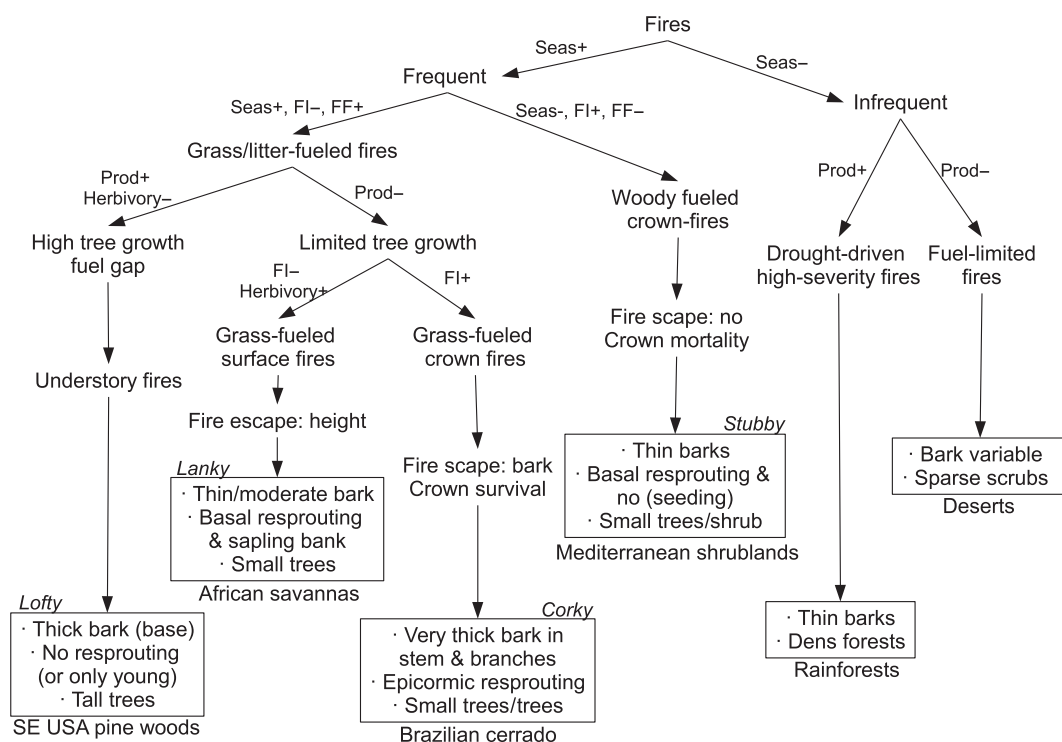 Fires
Seas+
Seas–
Frequent
Infrequent
Seas+, FI–, FF+
Seas-, FI+, FF–
Grass/litter-fueled fires
Prod+
Herbivory–
Prod–
Woody fueled
crown-fires
Prod+
Prod–
High tree growth
fuel gap
Limited tree growth
Drought-driven
high-severity fires
Fuel-limited
fires
FI–
Herbivory+
FI+
Grass-fueled
surface fires
Grass-fueled
crown fires
Fire scape: no
Crown mortality
Understory fires
Fire escape: height
Fire scape: bark
Crown survival
Stubby
· Thin barks
· Basal resprouting &
no (seeding)
· Small trees/shrub
Mediterranean shrublands
· Bark variable
· Sparse scrubs
Deserts
Lanky
· Thin/moderate bark
· Basal resprouting
& sapling bank
· Small trees
African savannas
Lofty
· Thick bark (base)
· No resprouting
(or only young)
· Tall trees
SE USA pine woods
Corky
· Very thick bark in
stem & branches
· Epicormic resprouting
· Small trees/trees
Brazilian cerrado
· Thin barks
· Dens forests
Rainforests